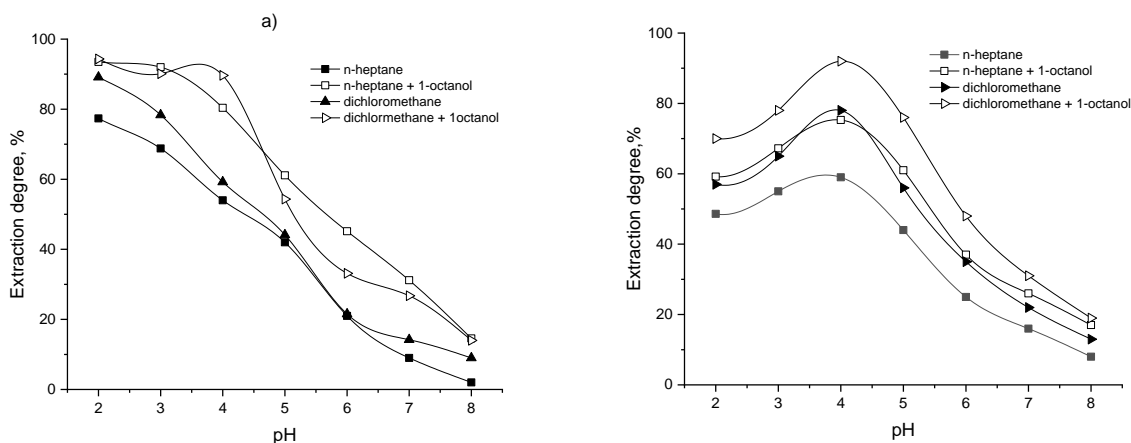 a)
Extraction degree, %
100
80
60
40
20
0
2 3 4 5 6 7 8
pH
n-heptane
n-heptane + 1-octanol
dichloromethane
dichlormethane + 1octanol
Extraction degree,%
100
80
60
40
20
0
2 3 4 5 6 7 8
pH
n-heptane
n-heptane + 1-octanol
dichloromethane
dichloromethane + 1-octanol